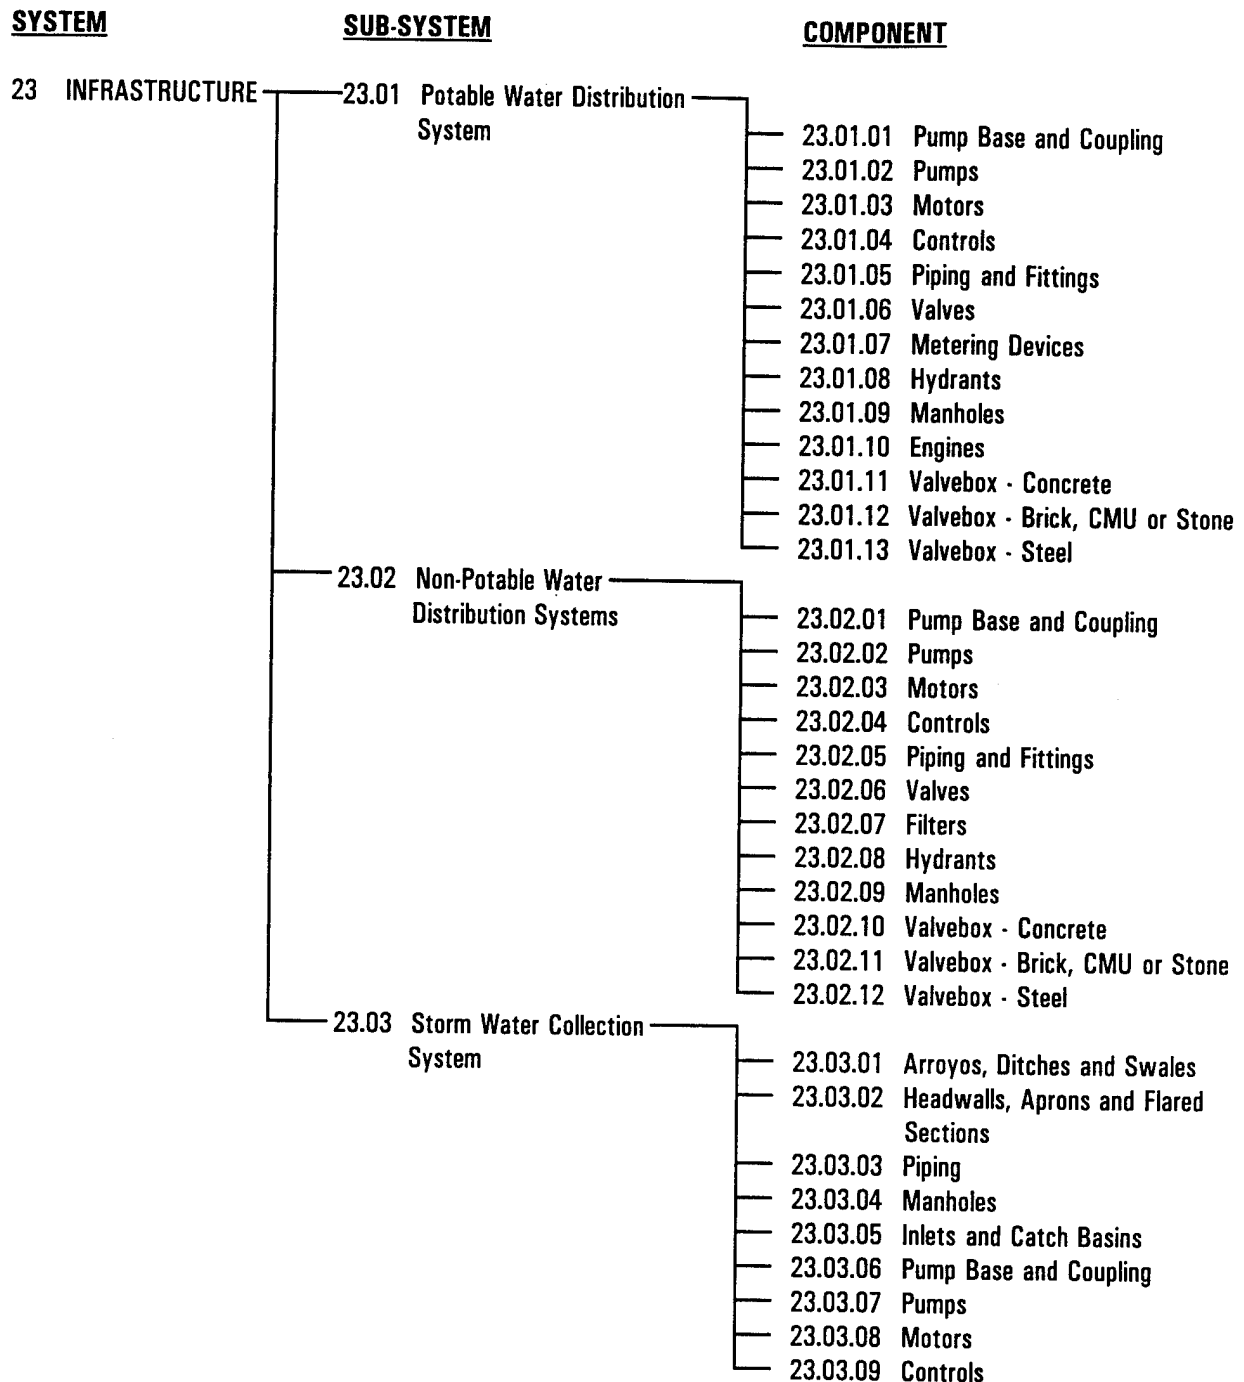 SYSTEM SUB-SYSTEM COMPONENT
23 INFRASTRUCTURE 23.01 Potable Water Distribution
System
23.01.01 Pump Base and Coupling
23.01.02 Pumps
23.01.03 Motors
23.01.04 Controls
23.01.05 Piping and Fittings
23.01.06 Valves
23.01.07 Metering Devices
23.01.08 Hydrants
23.01.09 Manholes
23.01.10 Engines
23.01.11 Valvebox - Concrete
23.01.12 Valvebox - Brick, CMU or Stone
23.01.13 Valvebox - Steel
23.02 Non-Potable Water
Distribution Systems
23.02.01 Pump Base and Coupling
23.02.02 Pumps
23.02.03 Motors
23.02.04 Controls
23.02.05 Piping and Fittings
23.02.06 Valves
23.02.07 Filters
23.02.08 Hydrants
23.02.09 Manholes
23.02.10 Valvebox - Concrete
23.02.11 Valvebox - Brick, CMU or Stone
23.02.12 Valvebox - Steel
23.03 Storm Water Collection
System
23.03.01 Arroyos, Ditches and Swales
23.03.02 Headwalls, Aprons and Flared
Sections
23.03.03 Piping
23.03.04 Manholes
23.03.05 Inlets and Catch Basins
23.03.06 Pump Base and Coupling
23.03.07 Pumps
23.03.08 Motors
23.03.09 Controls